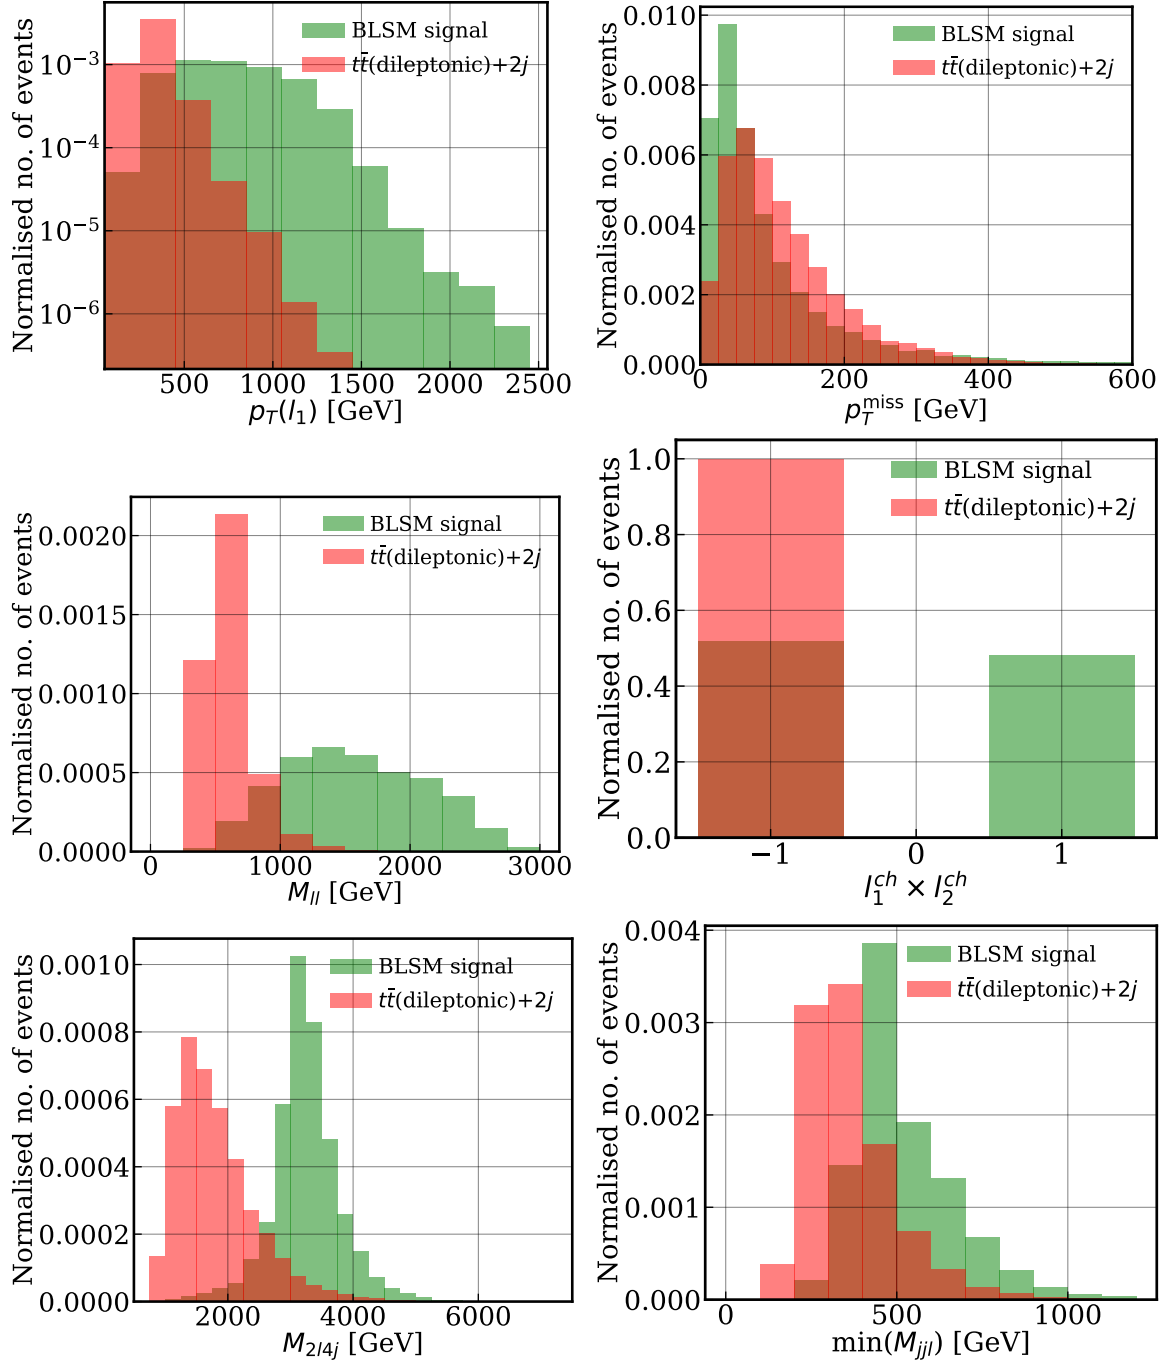 Normalised no. of events
10⁻³
10⁻⁴
10⁻⁵
10⁻⁶
BLSM signal
tt̄(dileptonic)+2j
500 1000 1500 2000 2500
p_T(l_1) [GeV]
Normalised no. of events
0.010
0.008
0.006
0.004
0.002
0.000
BLSM signal
tt̄(dileptonic)+2j
0 200 400 600
p_T^miss [GeV]
Normalised no. of events
0.0020
0.0015
0.0010
0.0005
0.0000
BLSM signal
tt̄(dileptonic)+2j
0 1000 2000 3000
M_ll [GeV]
Normalised no. of events
1.0
0.8
0.6
0.4
0.2
0.0
BLSM signal
tt̄(dileptonic)+2j
−1 0 1
l_1^ch × l_2^ch
Normalised no. of events
0.0010
0.0008
0.0006
0.0004
0.0002
0.0000
BLSM signal
tt̄(dileptonic)+2j
2000 4000 6000
M_2l4j [GeV]
Normalised no. of events
0.004
0.003
0.002
0.001
0.000
BLSM signal
tt̄(dileptonic)+2j
0 500 1000
min(M_jjl) [GeV]